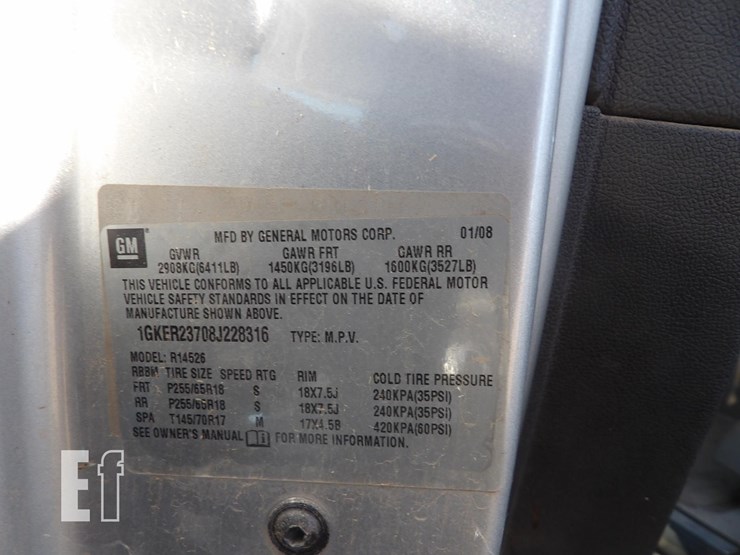 GM
MFD BY GENERAL MOTORS CORP. 01/08
GVWR GAWR FRT GAWR RR
2908KG(6411LB) 1450KG(3196LB) 1600KG(3527LB)
THIS VEHICLE CONFORMS TO ALL APPLICABLE U.S. FEDERAL MOTOR
VEHICLE SAFETY STANDARDS IN EFFECT ON THE DATE OF
MANUFACTURE SHOWN ABOVE.
1GKER23708J228316 TYPE: M.P.V.
MODEL: R14526
RBBM TIRE SIZE SPEED RTG RIM COLD TIRE PRESSURE
FRT P255/65R18 S 18X7.5J 240KPA(35PSI)
RR P255/65R18 S 18X7.5J 240KPA(35PSI)
SPA T145/70R17 M 17X4.5B 420KPA(60PSI)
SEE OWNER'S MANUAL FOR MORE INFORMATION.
Ef